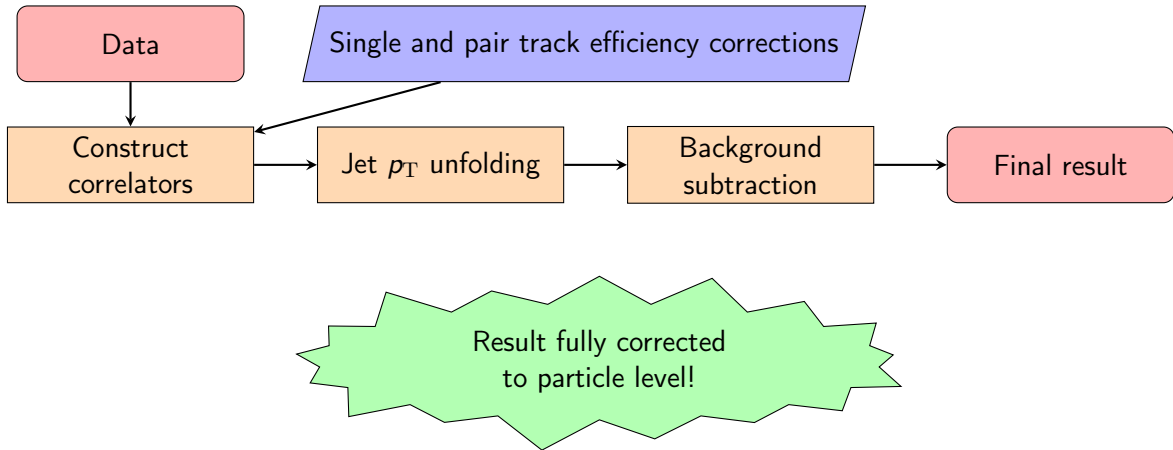 Data
Single and pair track efficiency corrections
Construct
correlators
Jet p_T unfolding
Background
subtraction
Final result
Result fully corrected
to particle level!